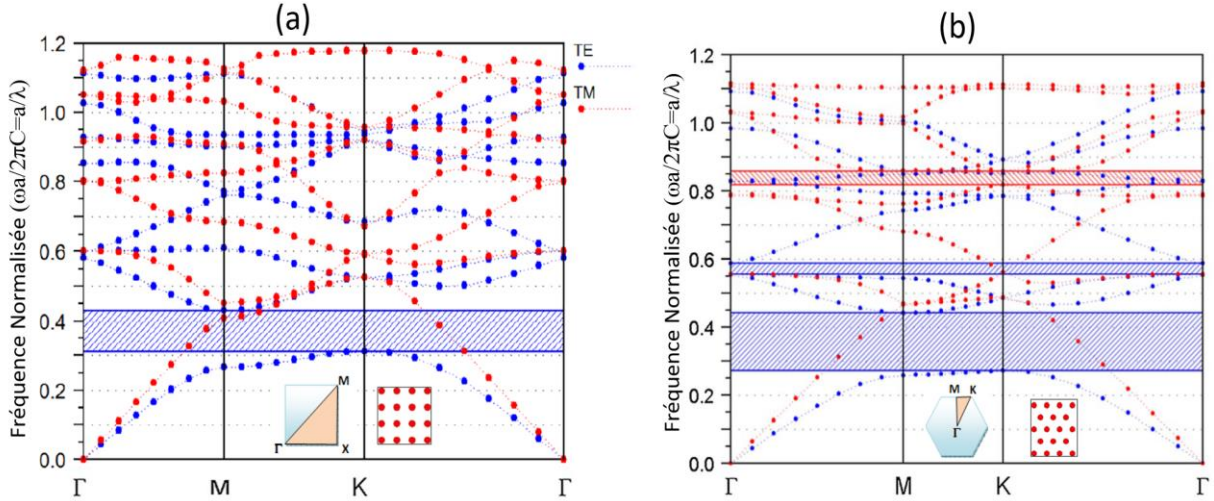 (a)
(b)
Fréquence Normalisée (ωa/2πC=a/λ)
1.2
1.0
0.8
0.6
0.4
0.2
0.0
TE
TM
M
Γ
X
Γ
M
K
Γ
Fréquence Normalisée (ωa/2πC=a/λ)
1.2
1.0
0.8
0.6
0.4
0.2
0.0
M
K
Γ
Γ
M
K
Γ